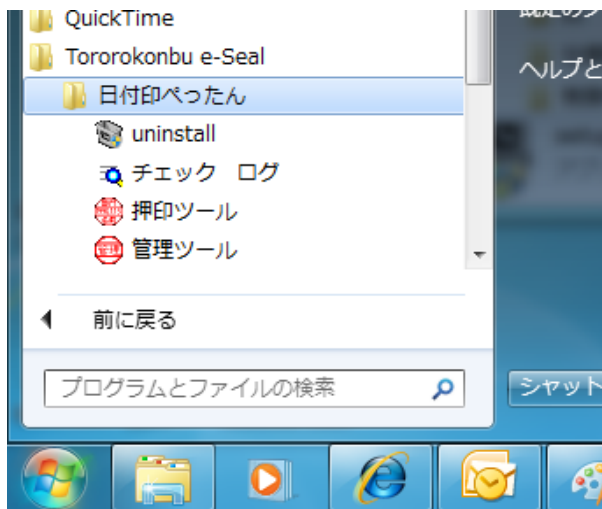 QuickTime
Tororokonbu e-Seal
日付印ぺったん
uninstall
チェック　ログ
押印ツール
管理ツール
前に戻る
プログラムとファイルの検索
ヘルプと
シャット